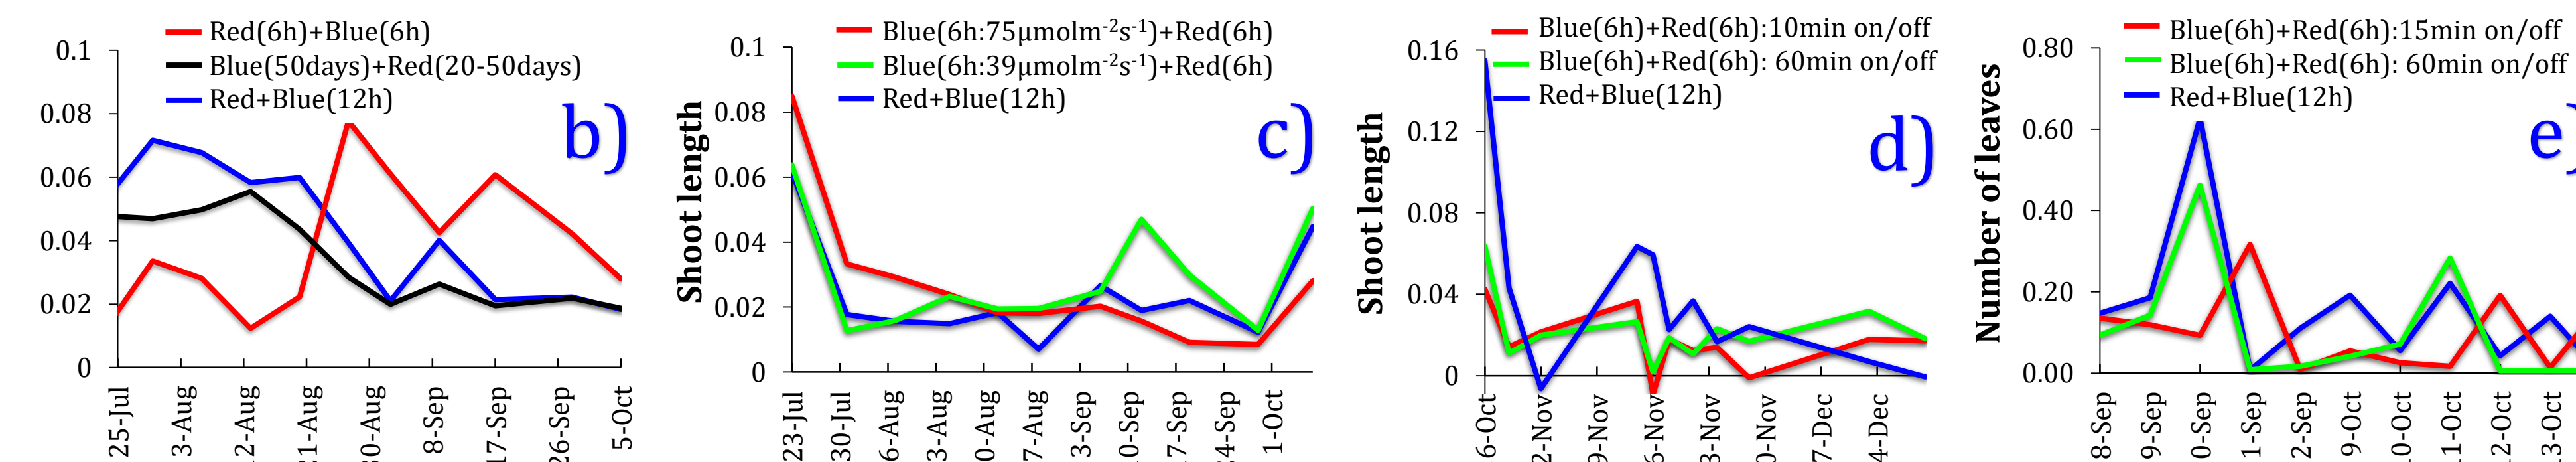 Red(6h)+Blue(6h)
Blue(50days)+Red(20-50days)
Red+Blue(12h)
b)
0.1
0.08
0.06
0.04
0.02
0
25-Jul
3-Aug
21-Aug
8-Sep
5-Oct
Blue(6h:75μmolm-2s-1)+Red(6h)
Blue(6h:39μmolm-2s-1)+Red(6h)
Red+Blue(12h)
c)
Shoot length
0.1
0.08
0.06
0.04
0.02
0
23-Jul
30-Jul
6-Aug
3-Sep
1-Oct
Blue(6h)+Red(6h):10min on/off
Blue(6h)+Red(6h): 60min on/off
Red+Blue(12h)
d)
Shoot length
0.16
0.12
0.08
0.04
0
Blue(6h)+Red(6h):15min on/off
Blue(6h)+Red(6h): 60min on/off
Red+Blue(12h)
e)
Number of leaves
0.80
0.60
0.40
0.20
0.00